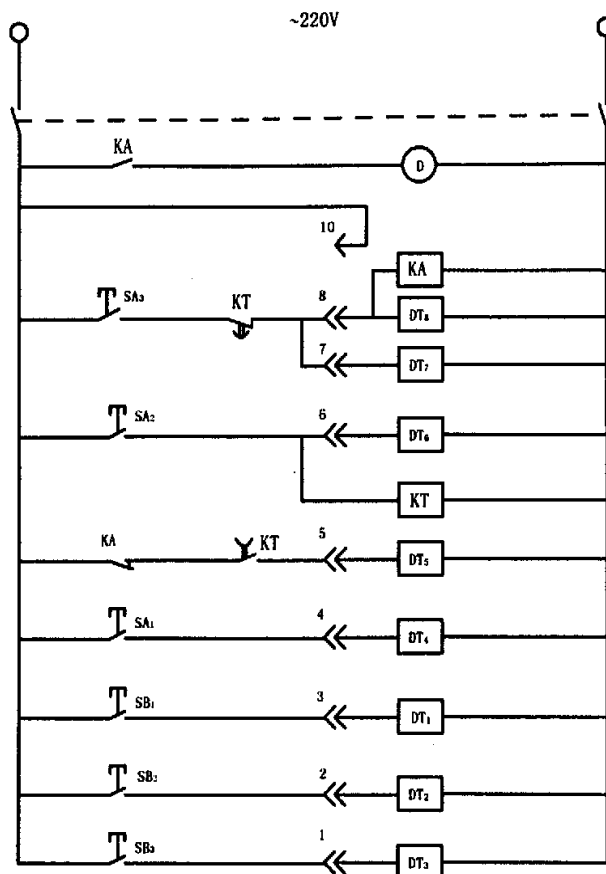 ~220V
KA
D
10
KA
SA3
KT
8
DT8
7
DT7
SA2
6
DT6
KT
KA
KT
5
DT5
SA1
4
DT4
SB1
3
DT1
SB2
2
DT2
SB3
1
DT3